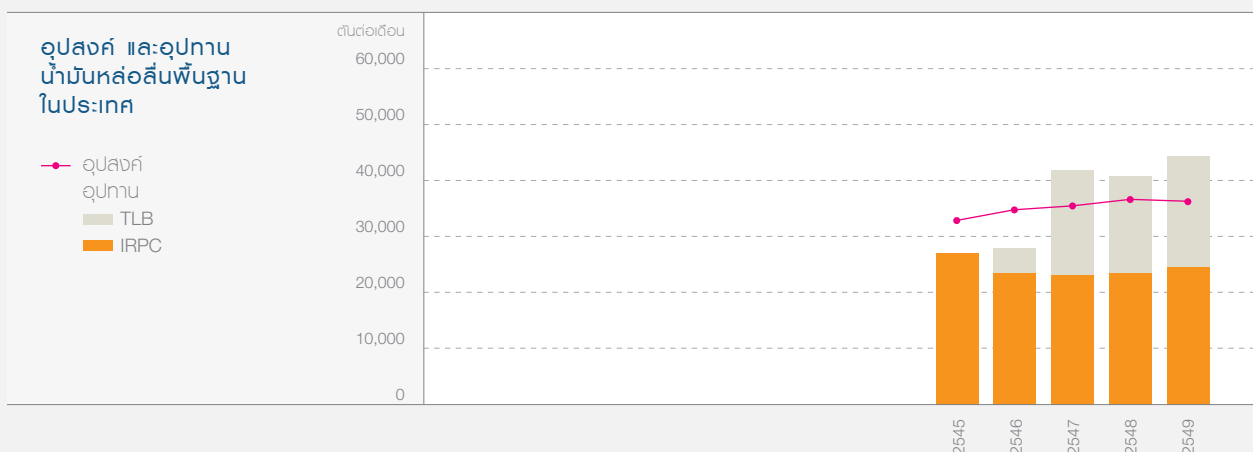 อุปสงค์ และอุปทาน
น้ำมันหล่อลื่นพื้นฐาน
ในประเทศ
อุปสงค์
อุปทาน
TLB
IRPC
ตันต่อเดือน
60,000
50,000
40,000
30,000
20,000
10,000
0
2545
2546
2547
2548
2549